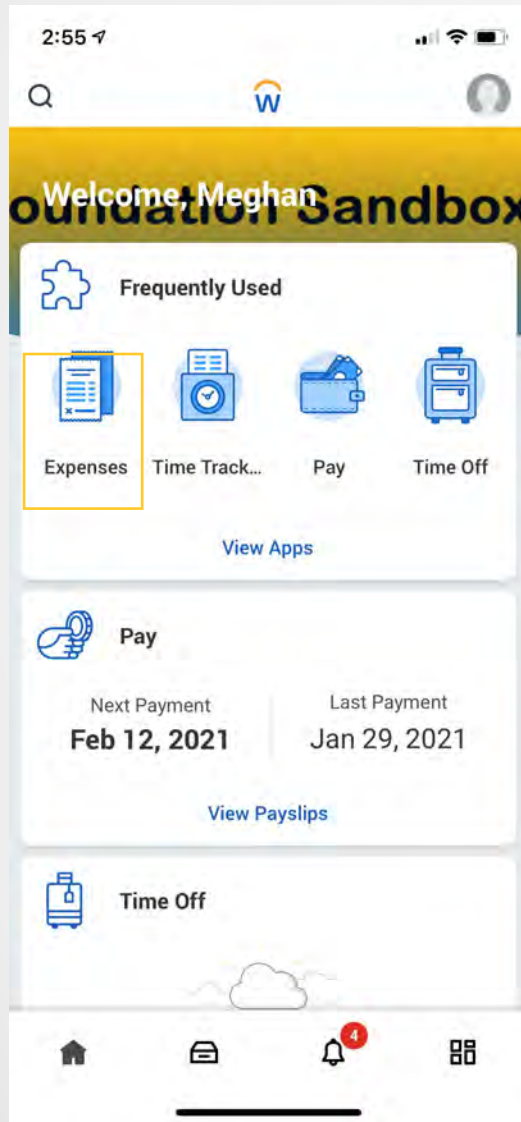 2:55
W
oundation Sandbox
Welcome, Meghan
Frequently Used
Expenses Time Track... Pay Time Off
View Apps
Pay
Next Payment Last Payment
Feb 12, 2021 Jan 29, 2021
View Payslips
Time Off
4